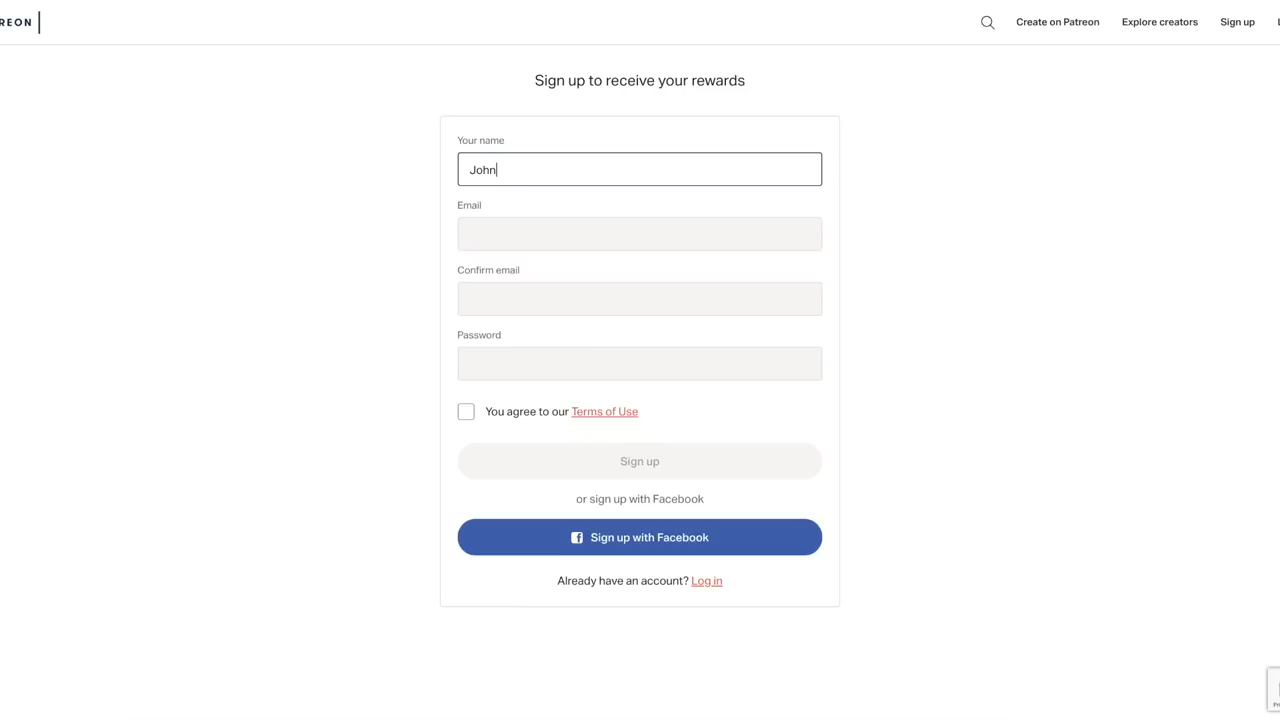 REON
Create on Patreon
Explore creators
Sign up
Sign up to receive your rewards
Your name
John
Email
Confirm email
Password
You agree to our Terms of Use
Sign up
or sign up with Facebook
Sign up with Facebook
Already have an account? Log in